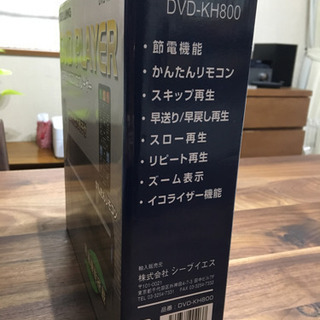 DVD-KH800
・節電機能
・かんたんリモコン
・スキップ再生
・早送り/早戻し再生
・スロー再生
・リピート再生
・ズーム表示
・イコライザー機能
輸入販売元
株式会社 シーブイエス
〒101-0021
品番: DVD-KH800
PLAYER